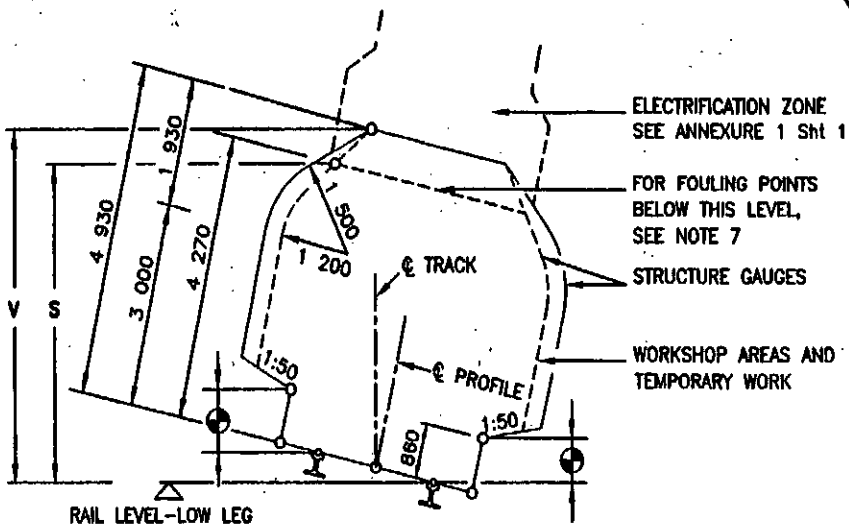 ELECTRIFICATION ZONE
SEE ANNEXURE 1 Sht 1
FOR FOULING POINTS
BELOW THIS LEVEL,
SEE NOTE 7
STRUCTURE GAUGES
WORKSHOP AREAS AND
TEMPORARY WORK
V
S
4 930
1 930
3 000
4 270
1 500
1 200
℄ TRACK
℄ PROFILE
1:50
1:50
860
RAIL LEVEL-LOW LEG